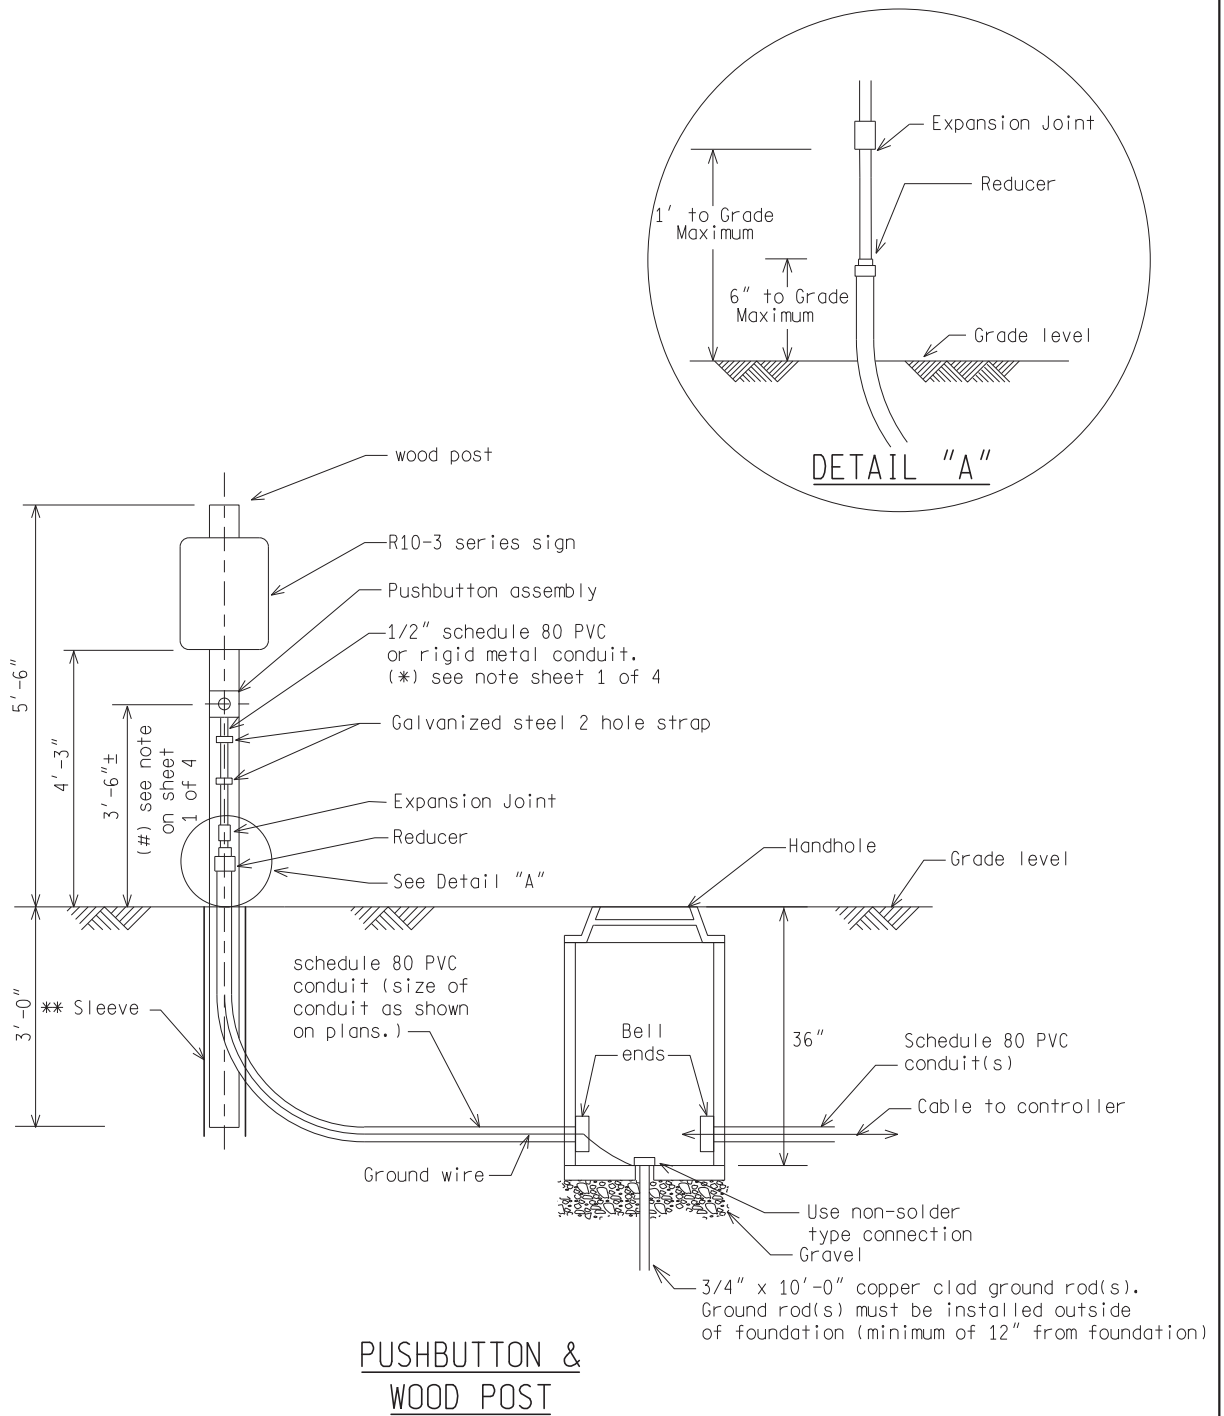 Expansion Joint
Reducer
1' to Grade
Maximum
6" to Grade
Maximum
Grade level
DETAIL "A"
wood post
R10-3 series sign
Pushbutton assembly
1/2" schedule 80 PVC
or rigid metal conduit.
(*) see note sheet 1 of 4
Galvanized steel 2 hole strap
5'-6"
4'-3"
3'-6"±
(#) see note
on sheet
1 of 4
Expansion Joint
Reducer
See Detail "A"
Handhole
Grade level
3'-0"
** Sleeve
schedule 80 PVC
conduit (size of
conduit as shown
on plans.)
Bell
ends
36"
Schedule 80 PVC
conduit(s)
Cable to controller
Ground wire
Use non-solder
type connection
Gravel
3/4" x 10'-0" copper clad ground rod(s).
Ground rod(s) must be installed outside
of foundation (minimum of 12" from foundation)
PUSHBUTTON &
WOOD POST